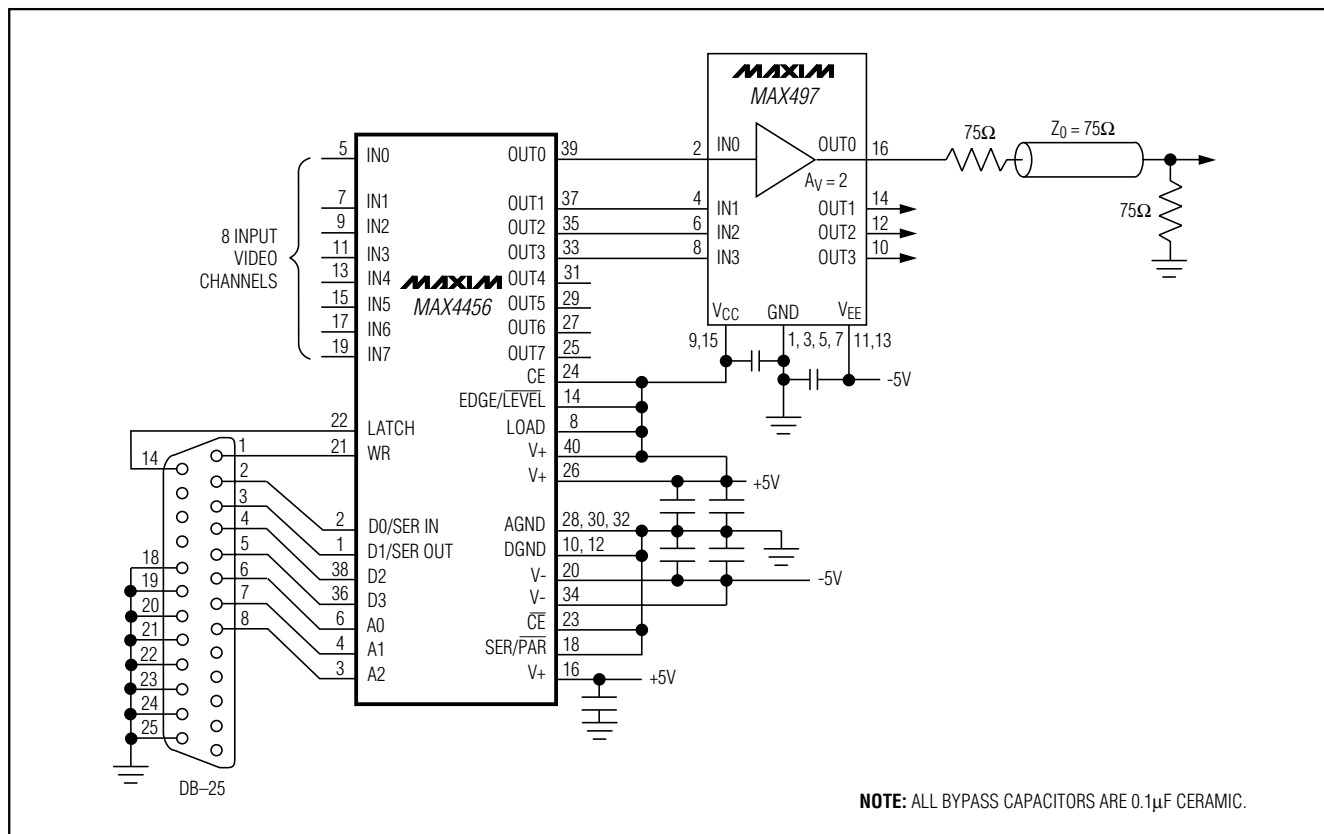 MAXIM
MAX497
IN0
OUT0
AV = 2
IN1
IN2
IN3
OUT1
OUT2
OUT3
VCC
GND
VEE
2
4
6
8
16
14
12
10
9,15
1, 3, 5, 7
11,13
-5V
75Ω
Z0 = 75Ω
75Ω
8 INPUT
VIDEO
CHANNELS
5 IN0
7 IN1
9 IN2
11 IN3
13 IN4
15 IN5
17 IN6
19 IN7
MAXIM
MAX4456
OUT0 39
OUT1 37
OUT2 35
OUT3 33
OUT4 31
OUT5 29
OUT6 27
OUT7 25
CE 24
EDGE/LEVEL 14
LOAD 8
V+ 40
V+ 26
+5V
AGND 28, 30, 32
DGND 10, 12
V- 20
-5V
V- 34
CE 23
SER/PAR 18
V+ 16
+5V
22 LATCH
21 WR
2 D0/SER IN
1 D1/SER OUT
38 D2
36 D3
6 A0
4 A1
3 A2
1
2
3
4
5
6
7
8
14
18
19
20
21
22
23
24
25
DB–25
NOTE: ALL BYPASS CAPACITORS ARE 0.1µF CERAMIC.